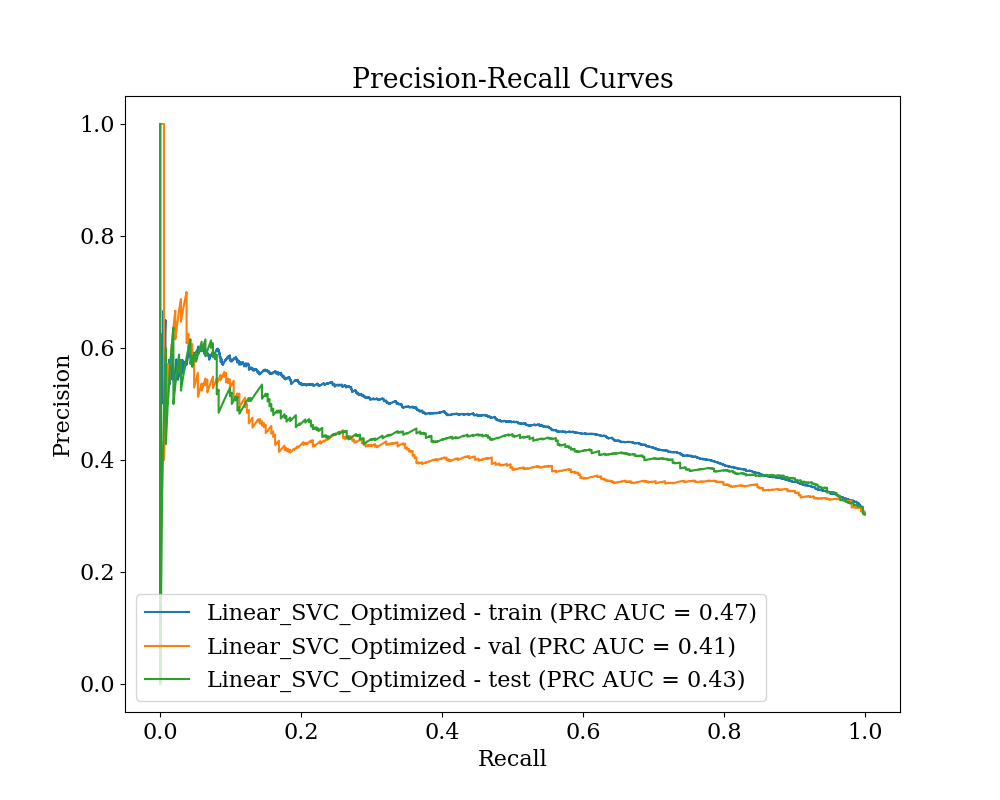 Precision-Recall Curves
1.0
0.8
0.6
0.4
0.2
0.0
Precision
Linear_SVC_Optimized - train (PRC AUC = 0.47)
Linear_SVC_Optimized - val (PRC AUC = 0.41)
Linear_SVC_Optimized - test (PRC AUC = 0.43)
0.0 0.2 0.4 0.6 0.8 1.0
Recall